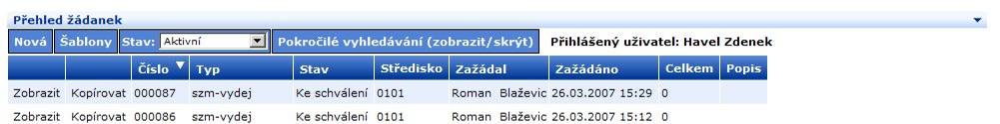 Přehled žádanek
Nová Šablony Stav: Aktivní Pokročilé vyhledávání (zobrazit/skrýt) Přihlášený uživatel: Havel Zdenek
Číslo Typ Stav Středisko Zažádal Zažádáno Celkem Popis
Zobrazit Kopírovat 000087 szm-vydej Ke schválení 0101 Roman Blaževic 26.03.2007 15:29 0
Zobrazit Kopírovat 000086 szm-vydej Ke schválení 0101 Roman Blaževic 26.03.2007 15:12 0